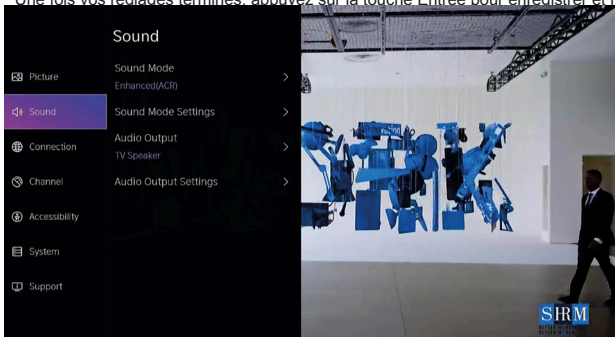 Une fois vos réglages terminés, appuyez sur la touche Entrée pour enregistrer et
Sound
Picture
Sound
Connection
Channel
Accessibility
System
Support
Sound Mode
Enhanced(ACR)
Sound Mode Settings
Audio Output
TV Speaker
Audio Output Settings
SHRM